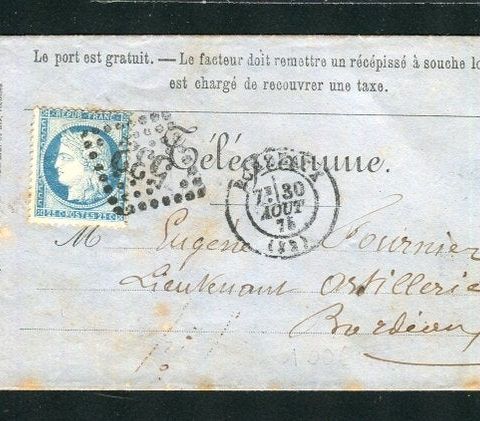 Le port est gratuit. — Le facteur doit remettre un récépissé à souche lo
est chargé de recouvrer une taxe.
REPUB·FRANC
25·C·POSTES·25·C
Télégramme.
30
AOUT
75
M Eugène Fournier
Lieutenant Artillerie
Bordeaux